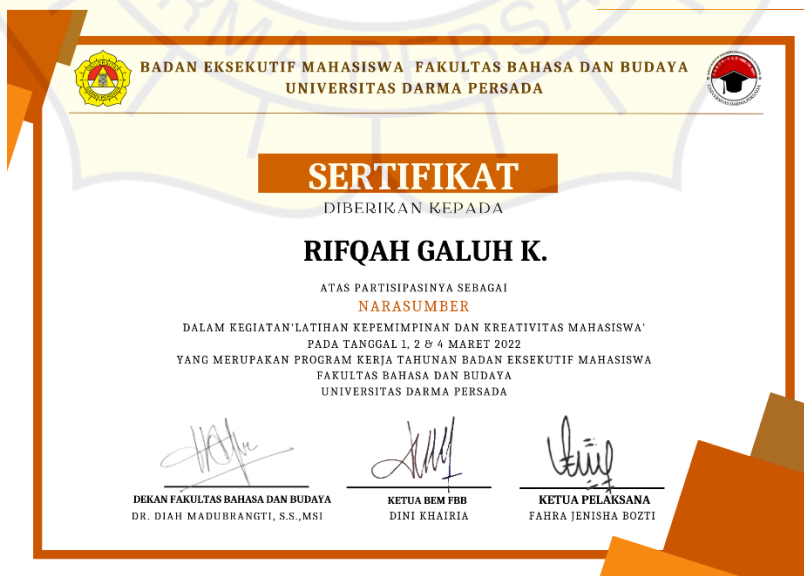 BADAN EKSEKUTIF MAHASISWA FAKULTAS BAHASA DAN BUDAYA
UNIVERSITAS DARMA PERSADA
SERTIFIKAT
DIBERIKAN KEPADA
RIFQAH GALUH K.
ATAS PARTISIPASINYA SEBAGAI
NARASUMBER
DALAM KEGIATAN'LATIHAN KEPEMIMPINAN DAN KREATIVITAS MAHASISWA'
PADA TANGGAL 1, 2 & 4 MARET 2022
YANG MERUPAKAN PROGRAM KERJA TAHUNAN BADAN EKSEKUTIF MAHASISWA
FAKULTAS BAHASA DAN BUDAYA
UNIVERSITAS DARMA PERSADA
DEKAN FAKULTAS BAHASA DAN BUDAYA
DR. DIAH MADUBRANGTI, S.S.,MSI
KETUA BEM FBB
DINI KHAIRIA
KETUA PELAKSANA
FAHRA JENISHA BOZTI